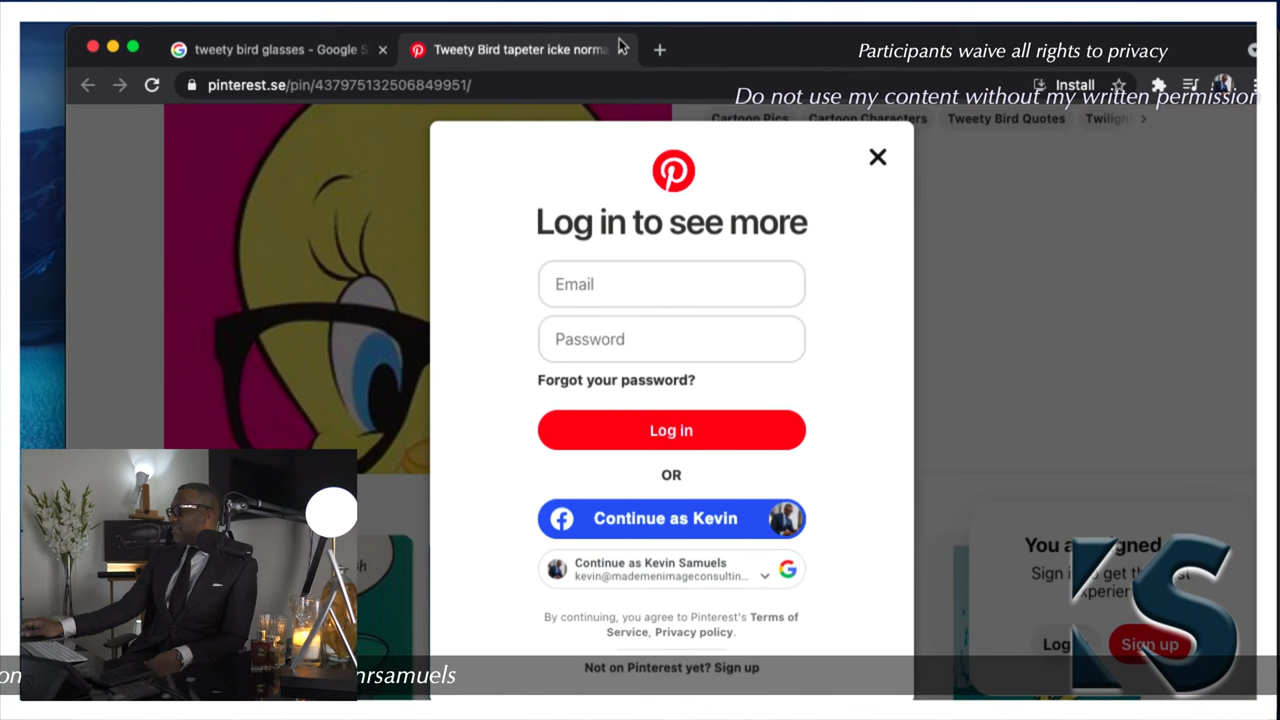 tweety bird glasses - Google S
Tweety Bird tapeter icke norma
Participants waive all rights to privacy
pinterest.se/pin/437975132506849951/
Install
Do not use my content without my written permission
Cartoon Pics
Cartoon Characters
Tweety Bird Quotes
Twiligh
Log in to see more
Email
Password
Forgot your password?
Log in
OR
Continue as Kevin
Continue as Kevin Samuels
kevin@mademenimageconsultin...
By continuing, you agree to Pinterest's Terms of
Service, Privacy policy.
Not on Pinterest yet? Sign up
Sign up
KS
on
nrsamuels